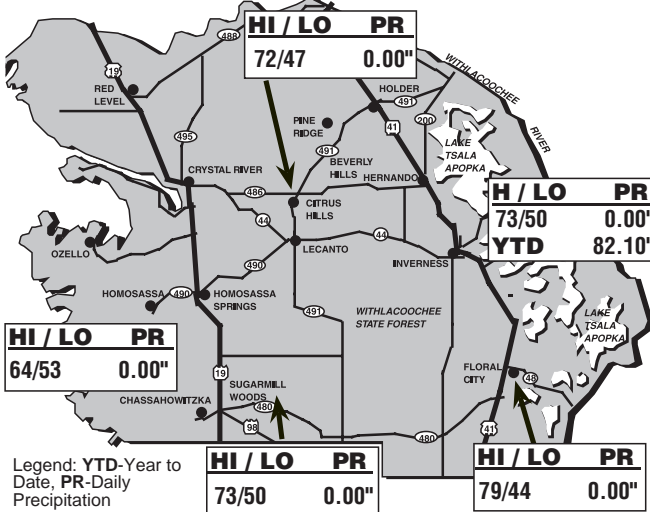 HI / LO PR
72/47 0.00"
488
WITHLACOOCHEE
RIVER
19
RED
LEVEL
HOLDER
491
PINE
RIDGE
41
200
495
LAKE
TSALA
APOPKA
491
BEVERLY
HILLS
CRYSTAL RIVER
HERNANDO
486
CITRUS
HILLS
H / LO PR
73/50 0.00"
YTD 82.10"
44
44
OZELLO
LECANTO
INVERNESS
490
HOMOSASSA
490
HOMOSASSA
SPRINGS
491
WITHLACOOCHEE
STATE FOREST
LAKE
TSALA
APOPKA
HI / LO PR
64/53 0.00"
19
FLORAL
CITY
48
SUGARMILL
WOODS
CHASSAHOWITZKA
480
98
480
41
Legend: YTD-Year to
Date, PR-Daily
Precipitation
HI / LO PR
73/50 0.00"
HI / LO PR
79/44 0.00"